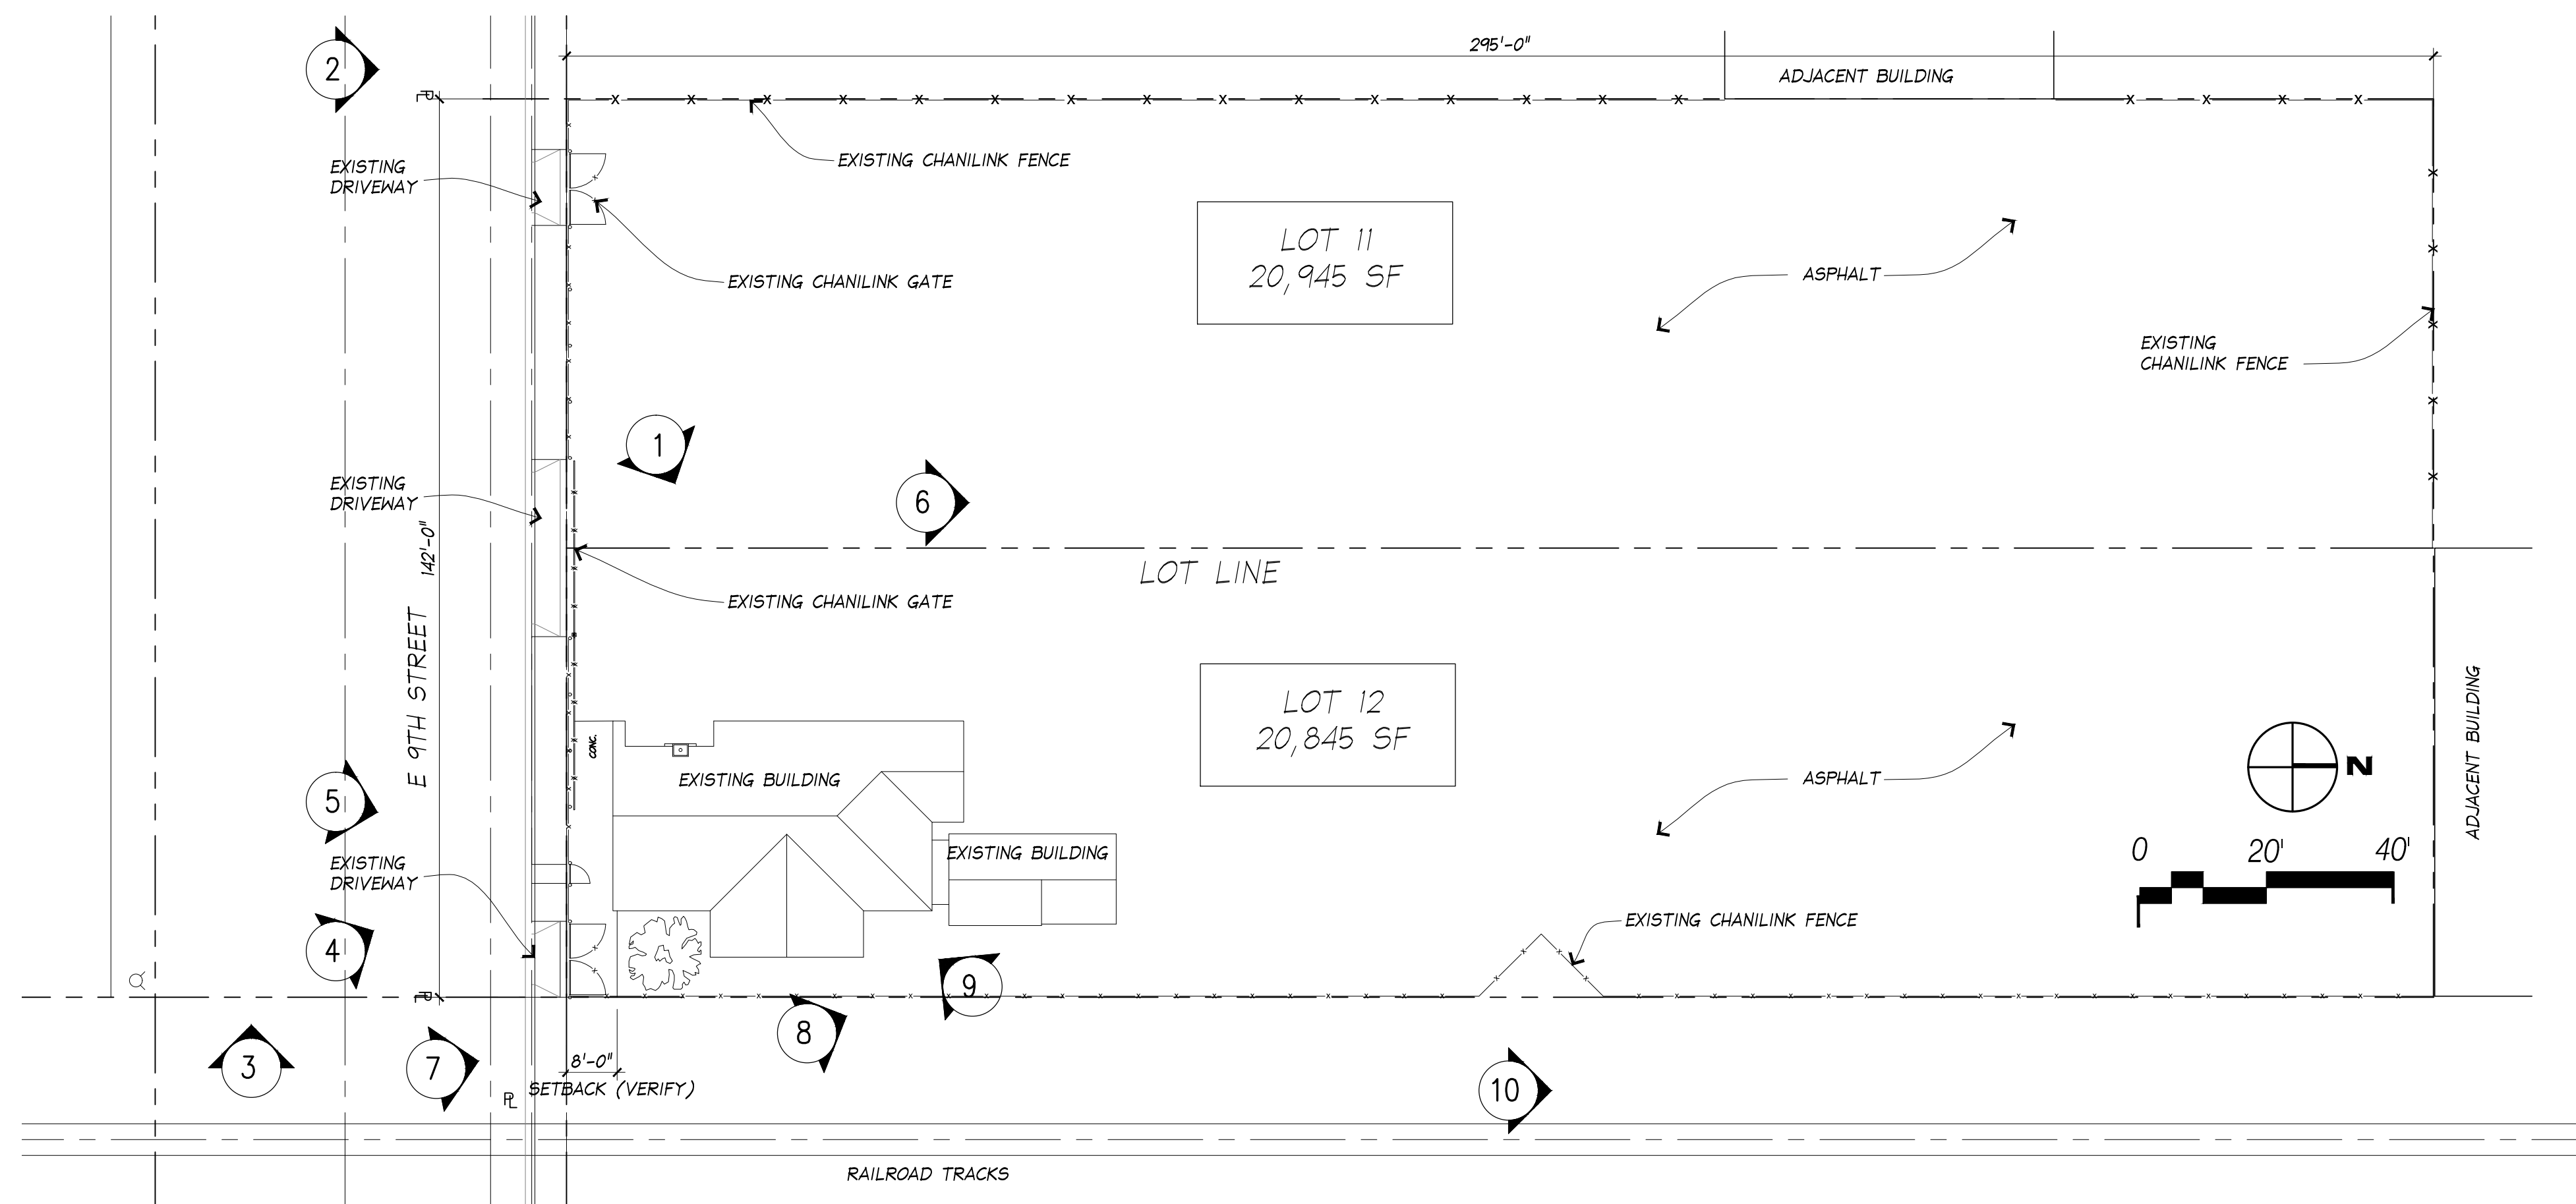 295'-0"
ADJACENT BUILDING
2
PL
EXISTING
DRIVEWAY
EXISTING CHANILINK FENCE
EXISTING CHANILINK GATE
LOT 11
20,945 SF
ASPHALT
EXISTING
CHANILINK FENCE
1
6
EXISTING
DRIVEWAY
142'-0"
E 9TH STREET
LOT LINE
EXISTING CHANILINK GATE
LOT 12
20,845 SF
CONC.
EXISTING BUILDING
ASPHALT
N
ADJACENT BUILDING
0 20' 40'
5
EXISTING
DRIVEWAY
EXISTING BUILDING
EXISTING CHANILINK FENCE
4
9
PL
8
3
7
8'-0"
SETBACK (VERIFY)
PL
10
RAILROAD TRACKS